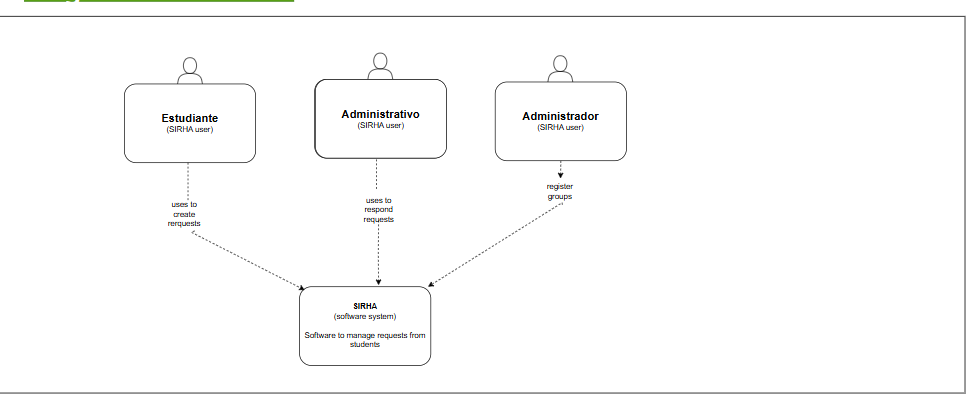 Estudiante
(SIRHA user)
Administrativo
(SIRHA user)
Administrador
(SIRHA user)
uses to
create
rerquests
uses to
respond
requests
register
groups
SIRHA
(software system)
Software to manage requests from
students